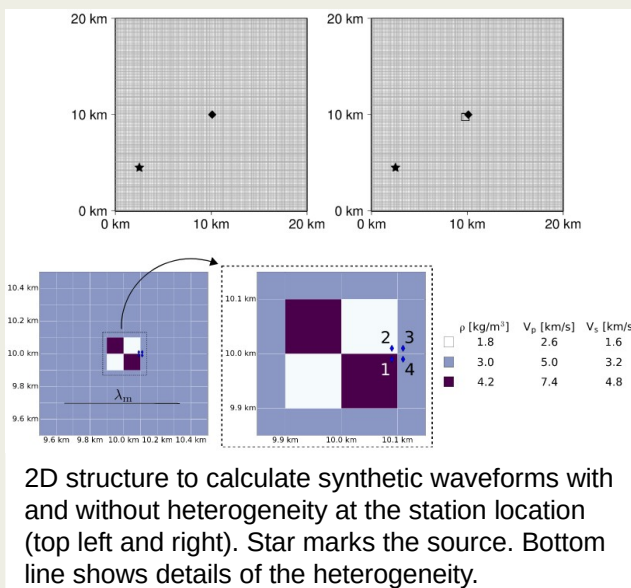 20 km
20 km
10 km
10 km
0 km
0 km
0 km
10 km
20 km
0 km
10 km
20 km
10.4 km
10.2 km
10.0 km
9.8 km
9.6 km
λm
9.6 km 9.8 km 10.0 km 10.2 km 10.4 km
10.1 km
10.0 km
9.9 km
2 3
1 4
9.9 km 10.0 km 10.1 km
ρ [kg/m³] Vp [km/s] Vs [km/s]
1.8 2.6 1.6
3.0 5.0 3.2
4.2 7.4 4.8
2D structure to calculate synthetic waveforms with
and without heterogeneity at the station location
(top left and right). Star marks the source. Bottom
line shows details of the heterogeneity.